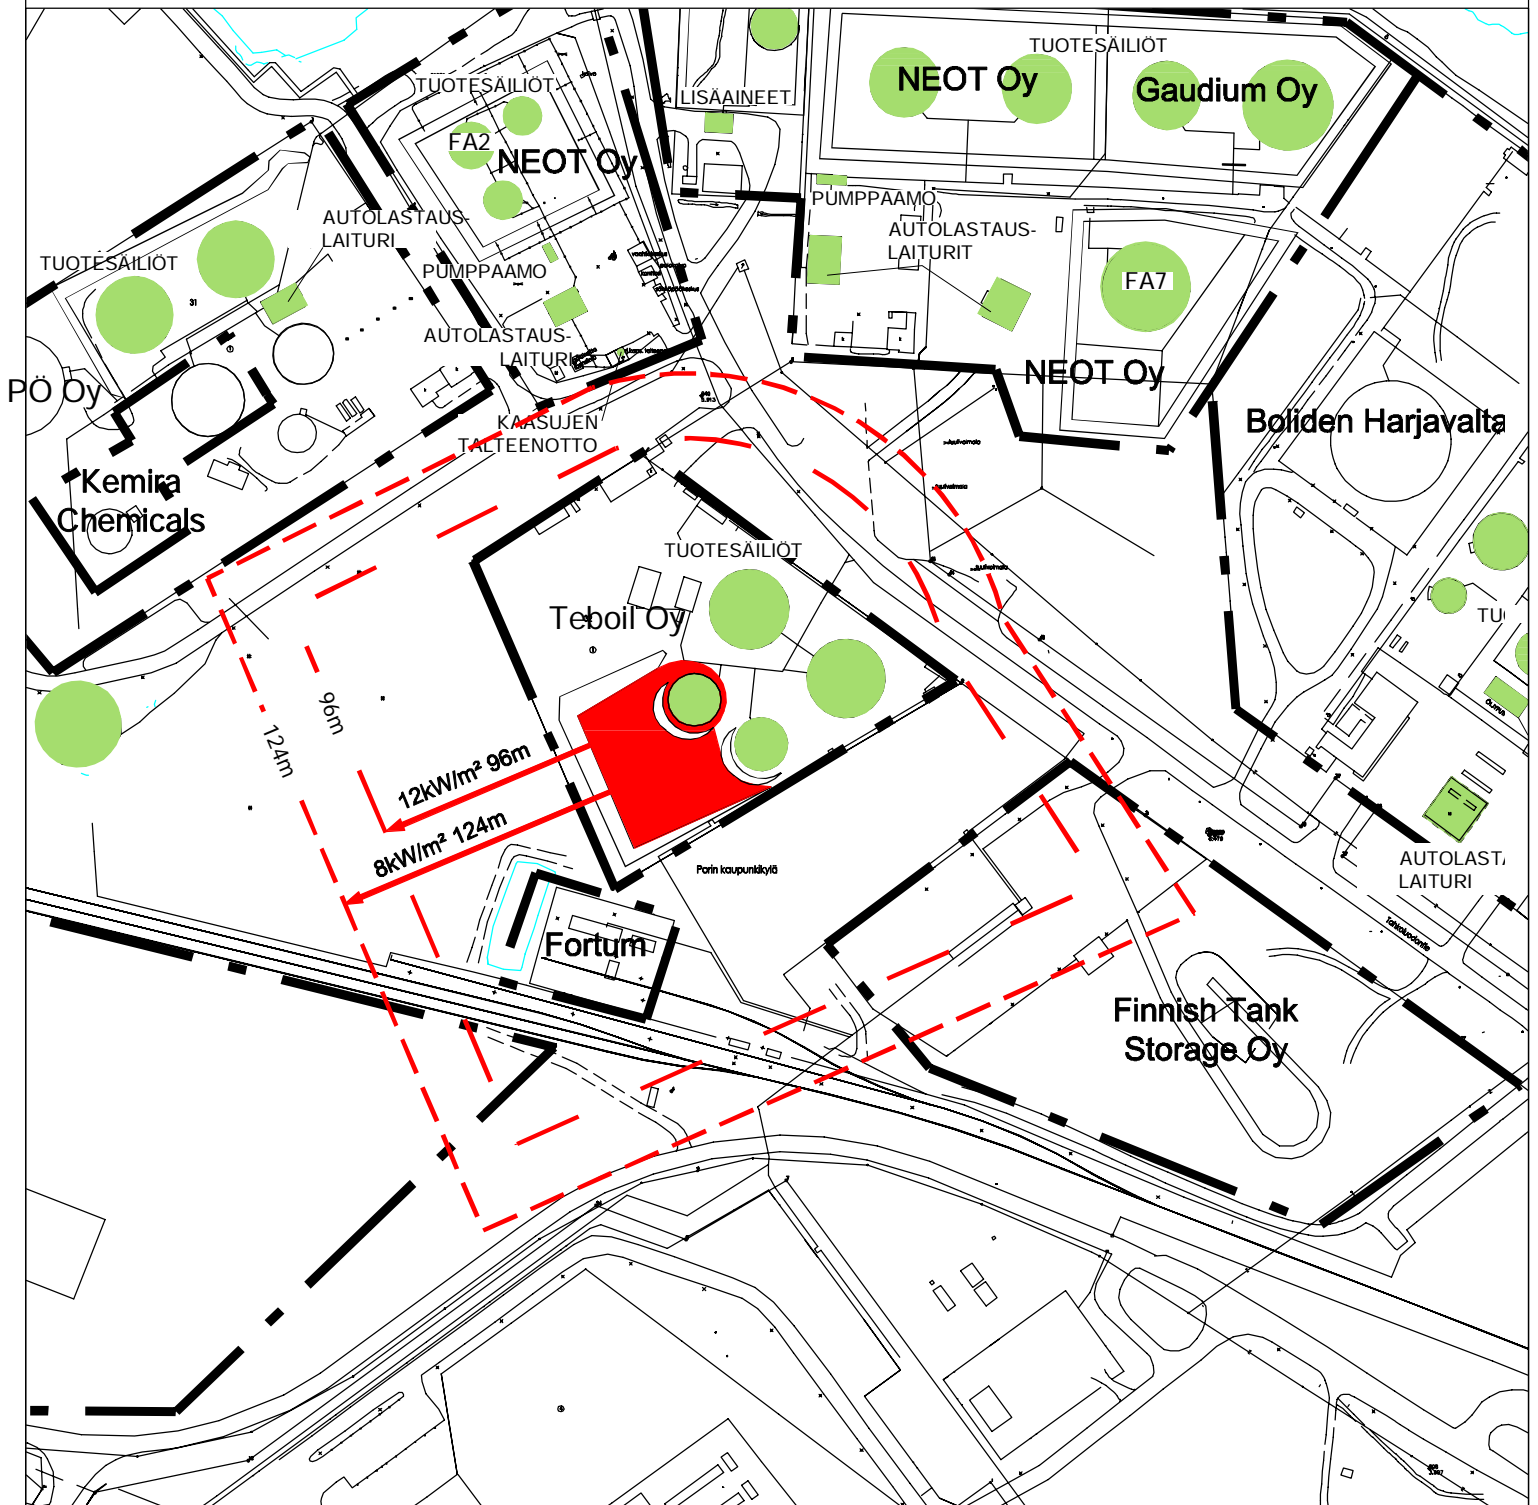 TUOTESÄILIÖT
NEOT Oy
Gaudium Oy
TUOTESÄILIÖT
LISÄAINEET
FA2
NEOT Oy
PUMPPAAMO
AUTOLASTAUS-
LAITURI
AUTOLASTAUS-
LAITURIT
TUOTESÄILIÖT
PUMPPAAMO
FA7
31
AUTOLASTAUS-
LAITURI
NEOT Oy
PÖ Oy
KAASUJEN
TALTEENOTTO
Boliden Harjavalta
Kemira
Chemicals
TUOTESÄILIÖT
Teboil Oy
96m
124m
12kW/m² 96m
8kW/m² 124m
Porin kaupunkikylä
AUTOLASTA
LAITURI
Fortum
Finnish Tank
Storage Oy